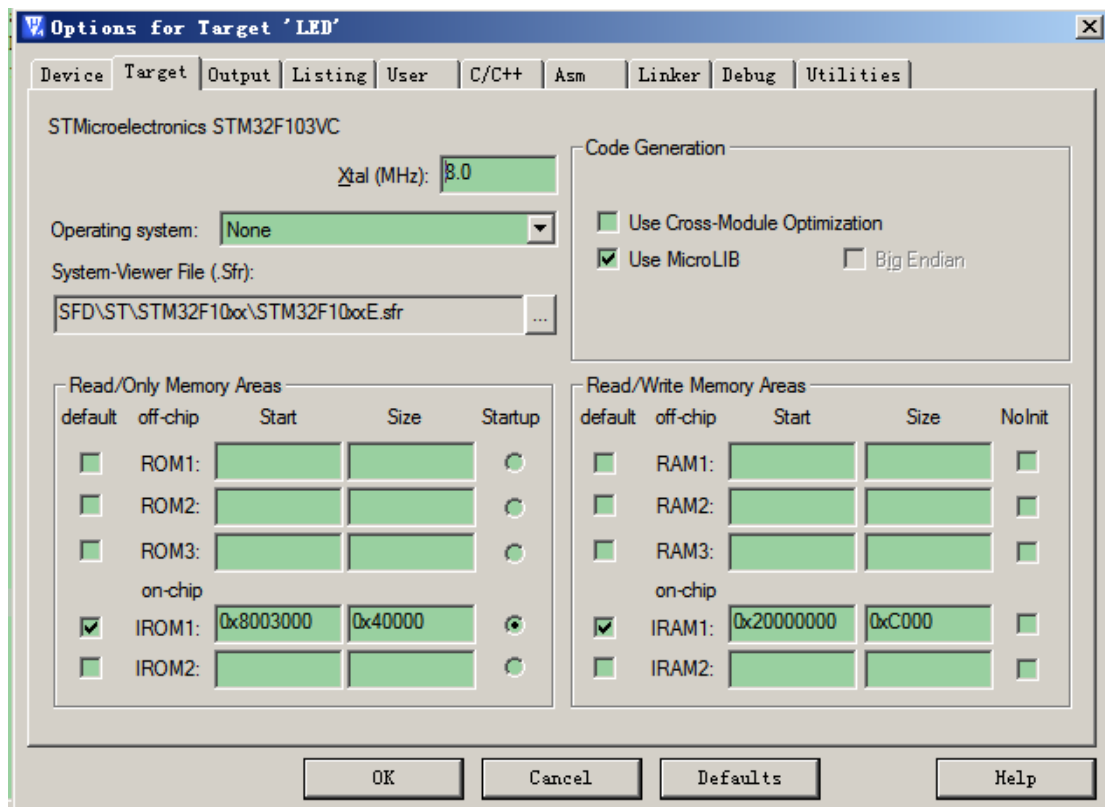 Options for Target 'LED'
Device Target Output Listing User C/C++ Asm Linker Debug Utilities
STMicroelectronics STM32F103VC
Xtal (MHz): 8.0
Operating system: None
System-Viewer File (.Sfr):
SFD\ST\STM32F10xx\STM32F10xxE.sfr ...
Code Generation
Use Cross-Module Optimization
Use MicroLIB Big Endian
Read/Only Memory Areas
default off-chip Start Size Startup
ROM1:
ROM2:
ROM3:
on-chip
IROM1: 0x8003000 0x40000
IROM2:
Read/Write Memory Areas
default off-chip Start Size NoInit
RAM1:
RAM2:
RAM3:
on-chip
IRAM1: 0x20000000 0xC000
IRAM2:
OK Cancel Defaults Help